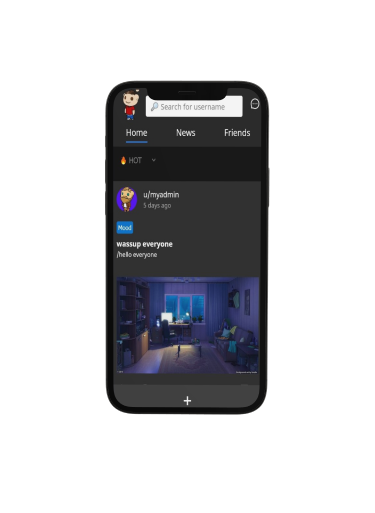 Search for username
Home News Friends
HOT
u/myadmin
5 days ago
Mood
wassup everyone
/hello everyone
+